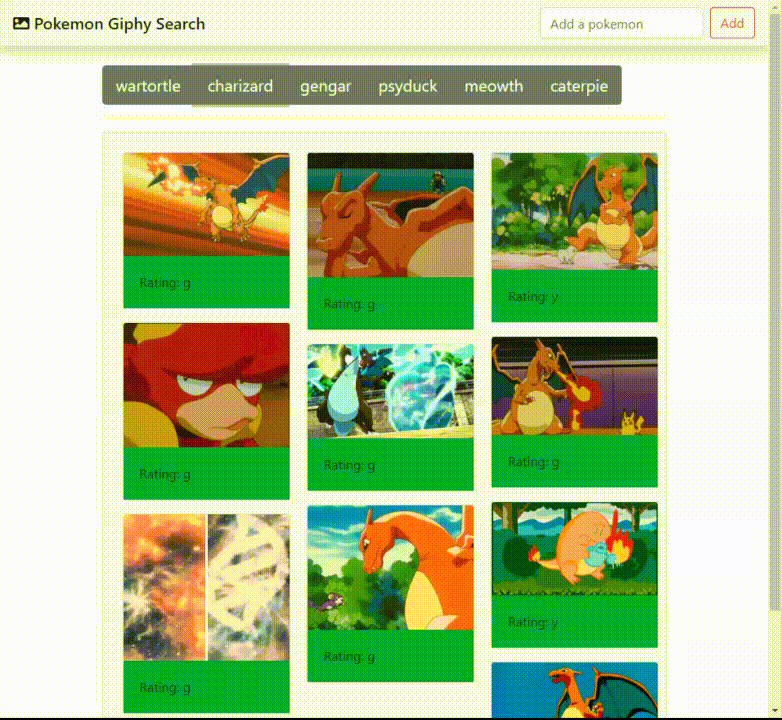 Pokemon Giphy Search
Add a pokemon
Add
wartortle charizard gengar psyduck meowth caterpie
Rating: g
Rating: g
Rating: y
Rating: g
Rating: g
Rating: g
Rating: g
Rating: g
Rating: y